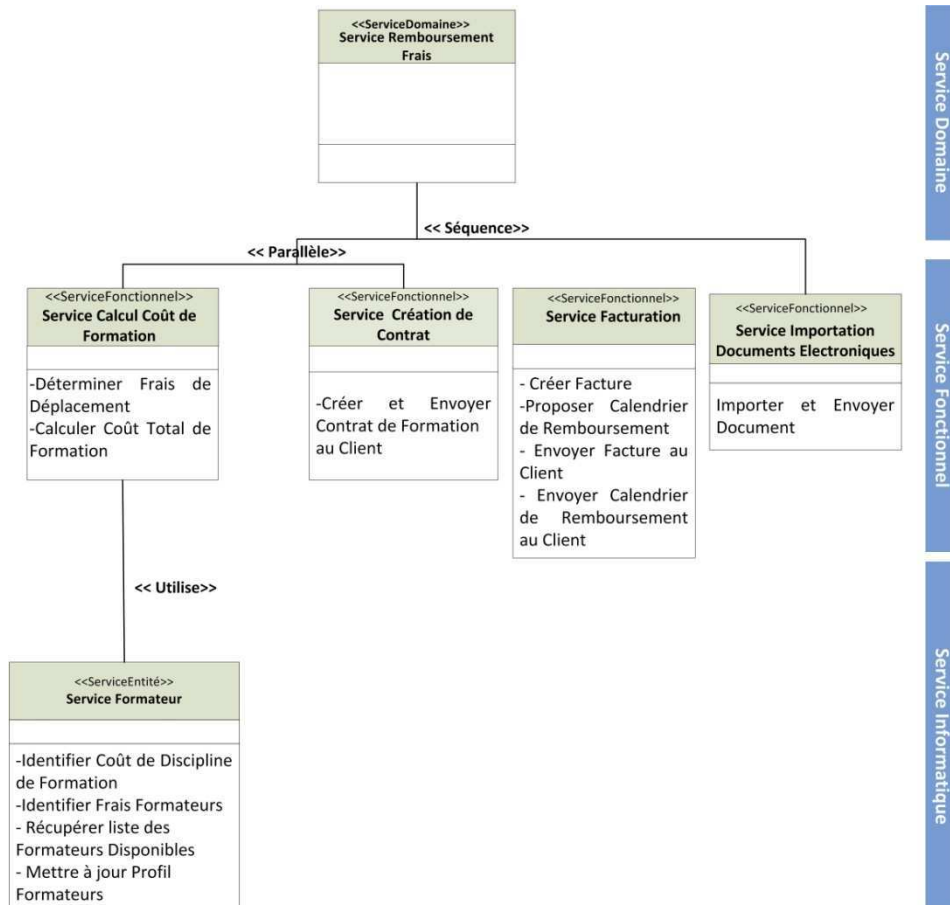 <<ServiceDomaine>>
Service Remboursement
Frais
Service Domaine
<< Séquence>>
<< Parallèle>>
<<ServiceFonctionnel>>
Service Calcul Coût de
Formation
-Déterminer Frais de
Déplacement
-Calculer Coût Total de
Formation
<<ServiceFonctionnel>>
Service Création de
Contrat
-Créer et Envoyer
Contrat de Formation
au Client
<<ServiceFonctionnel>>
Service Facturation
- Créer Facture
-Proposer Calendrier
de Remboursement
- Envoyer Facture au
Client
- Envoyer Calendrier
de Remboursement
au Client
<<ServiceFonctionnel>>
Service Importation
Documents Electroniques
Importer et Envoyer
Document
Service Fonctionnel
<< Utilise>>
<<ServiceEntité>>
Service Formateur
-Identifier Coût de Discipline
de Formation
-Identifier Frais Formateurs
- Récupérer liste des
Formateurs Disponibles
- Mettre à jour Profil
Formateurs
Service Informatique